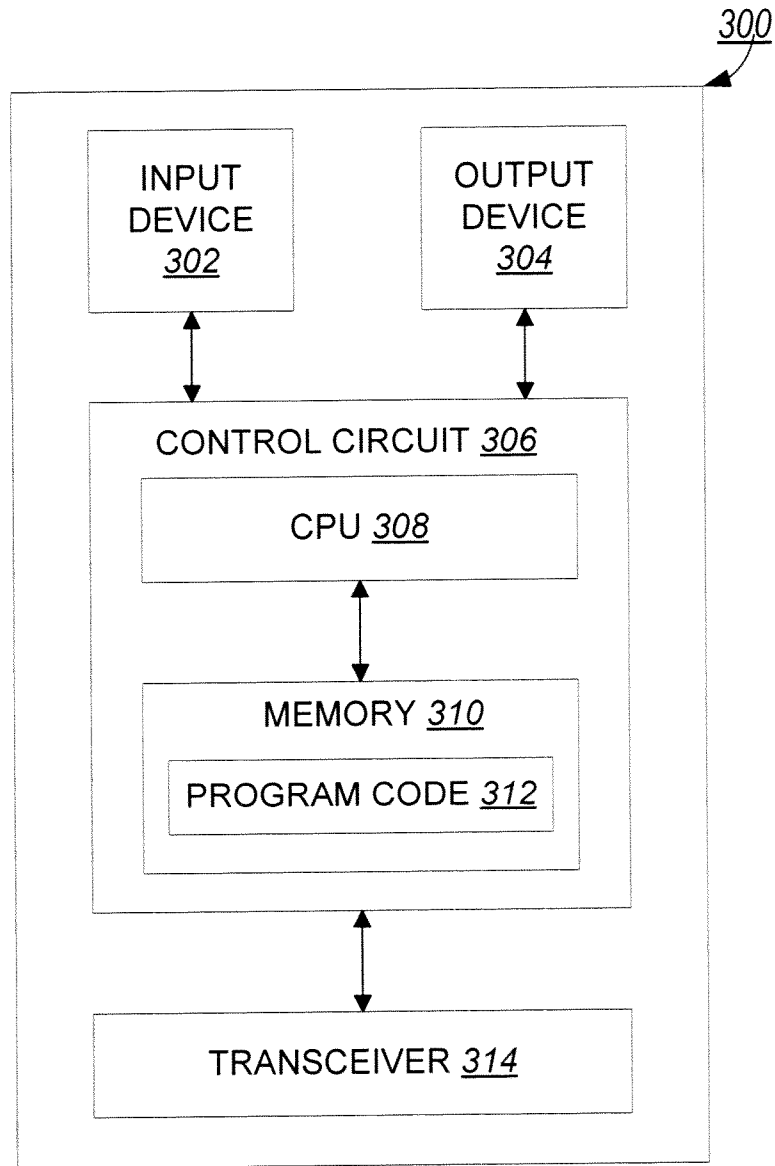 300
INPUT
DEVICE
302
OUTPUT
DEVICE
304
CONTROL CIRCUIT 306
CPU 308
MEMORY 310
PROGRAM CODE 312
TRANSCEIVER 314